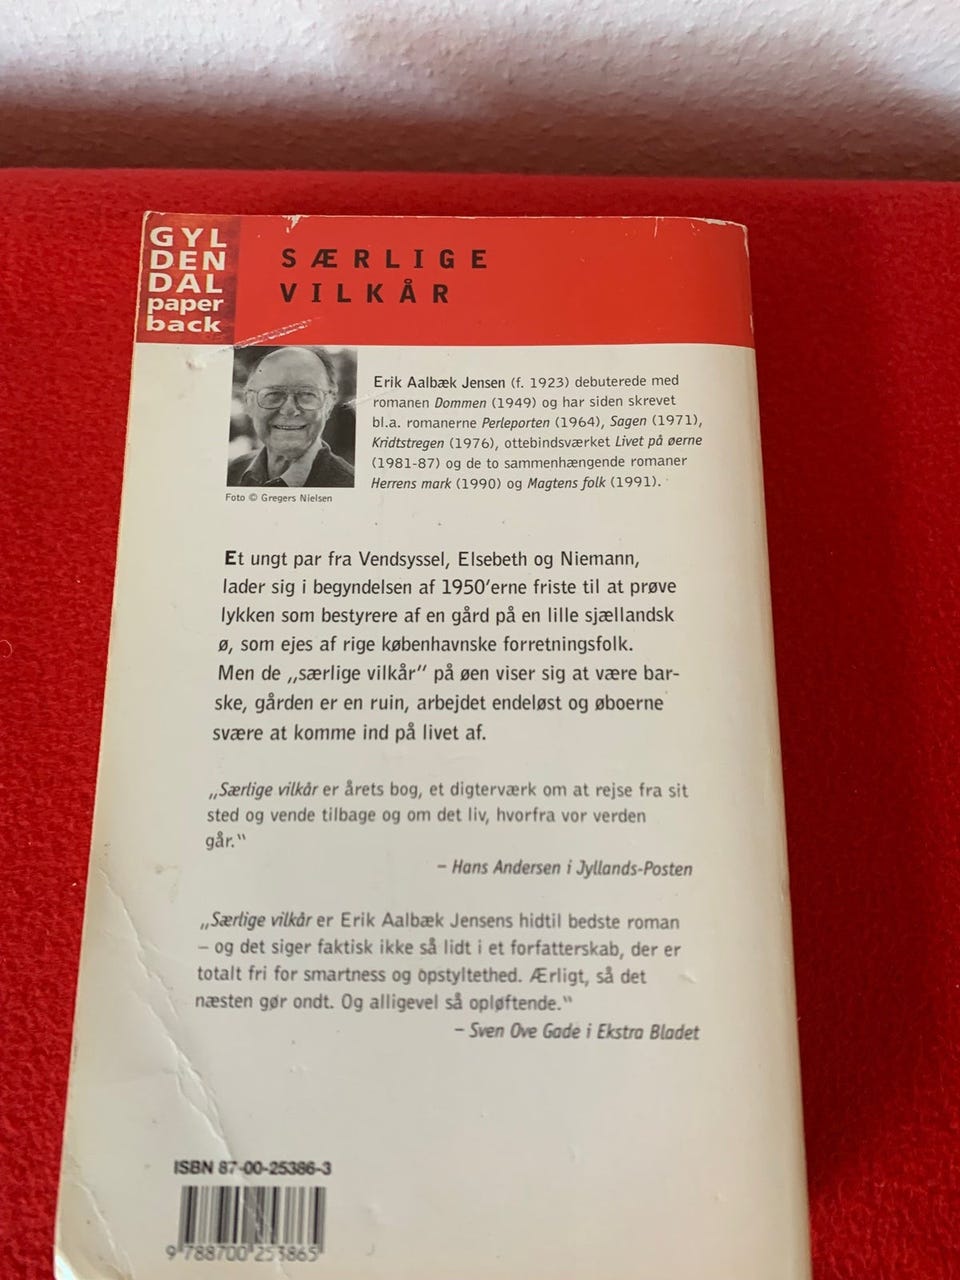 GYL
DEN
DAL
paper
back
SÆRLIGE
VILKÅR
Erik Aalbæk Jensen (f. 1923) debuterede med
romanen Dommen (1949) og har siden skrevet
bl.a. romanerne Perleporten (1964), Sagen (1971),
Kridtstregen (1976), ottebindsværket Livet på øerne
(1981-87) og de to sammenhængende romaner
Herrens mark (1990) og Magtens folk (1991).
Foto © Gregers Nielsen
Et ungt par fra Vendsyssel, Elsebeth og Niemann,
lader sig i begyndelsen af 1950'erne friste til at prøve
lykken som bestyrere af en gård på en lille sjællandsk
ø, som ejes af rige københavnske forretningsfolk.
Men de „særlige vilkår" på øen viser sig at være bar-
ske, gården er en ruin, arbejdet endeløst og øboerne
svære at komme ind på livet af.
„Særlige vilkår er årets bog, et digterværk om at rejse fra sit
sted og vende tilbage og om det liv, hvorfra vor verden
går."
– Hans Andersen i Jyllands-Posten
„Særlige vilkår er Erik Aalbæk Jensens hidtil bedste roman
– og det siger faktisk ikke så lidt i et forfatterskab, der er
totalt fri for smartness og opstyltethed. Ærligt, så det
næsten gør ondt. Og alligevel så opløftende."
– Sven Ove Gade i Ekstra Bladet
ISBN 87-00-25386-3
9 788700 253865